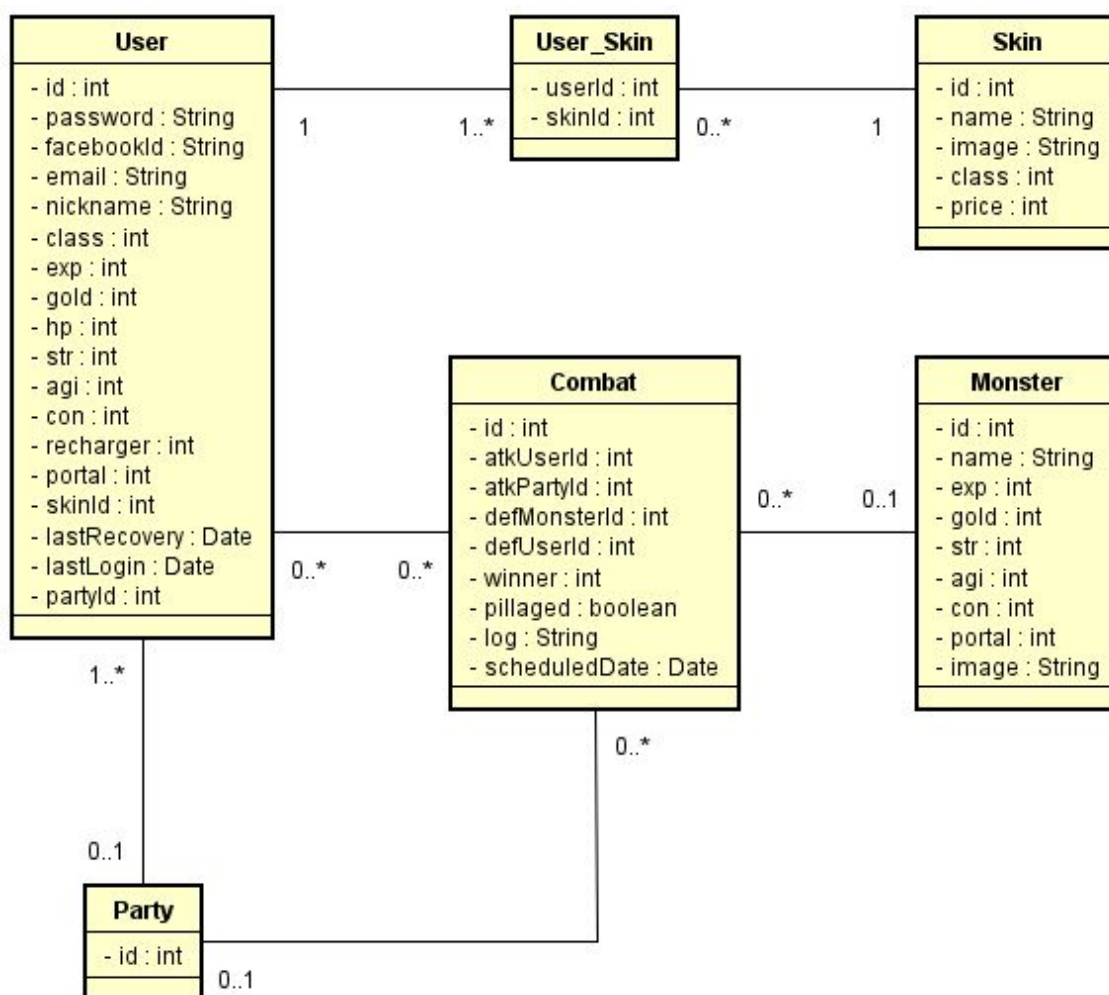 User
- id : int
- password : String
- facebookId : String
- email : String
- nickname : String
- class : int
- exp : int
- gold : int
- hp : int
- str : int
- agi : int
- con : int
- recharger : int
- portal : int
- skinId : int
- lastRecovery : Date
- lastLogin : Date
- partyId : int
1
1..*
User_Skin
- userId : int
- skinId : int
0..*
1
Skin
- id : int
- name : String
- image : String
- class : int
- price : int
0..*
0..*
Combat
- id : int
- atkUserId : int
- atkPartyId : int
- defMonsterId : int
- defUserId : int
- winner : int
- pillaged : boolean
- log : String
- scheduledDate : Date
0..*
0..1
Monster
- id : int
- name : String
- exp : int
- gold : int
- str : int
- agi : int
- con : int
- portal : int
- image : String
1..*
0..*
0..1
Party
- id : int
0..1